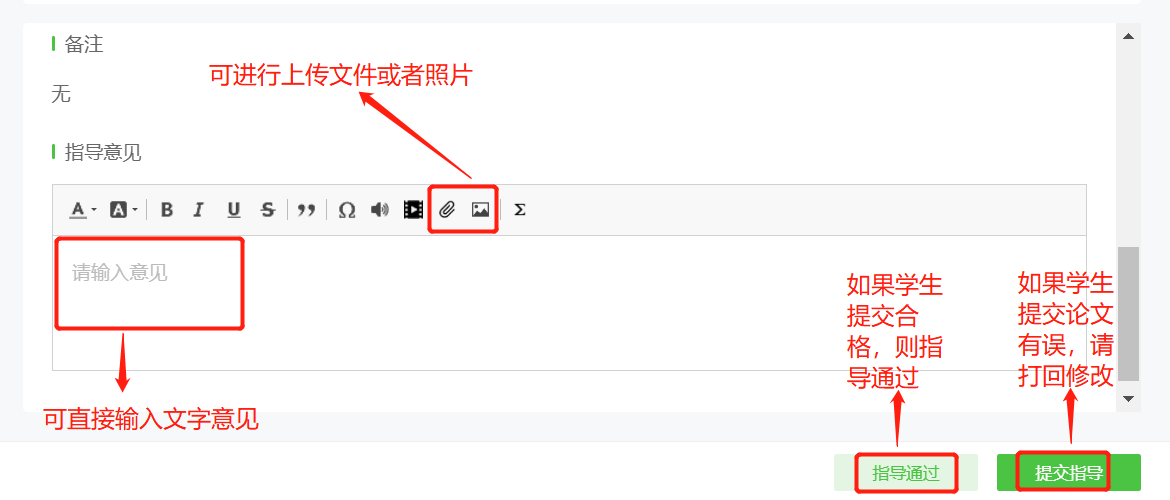 备注
可进行上传文件或者照片
无
指导意见
A A B I U S Ω Σ
请输入意见
如果学生
提交合
格，则指
导通过
如果学生
提交论文
有误，请
打回修改
可直接输入文字意见
指导通过
提交指导